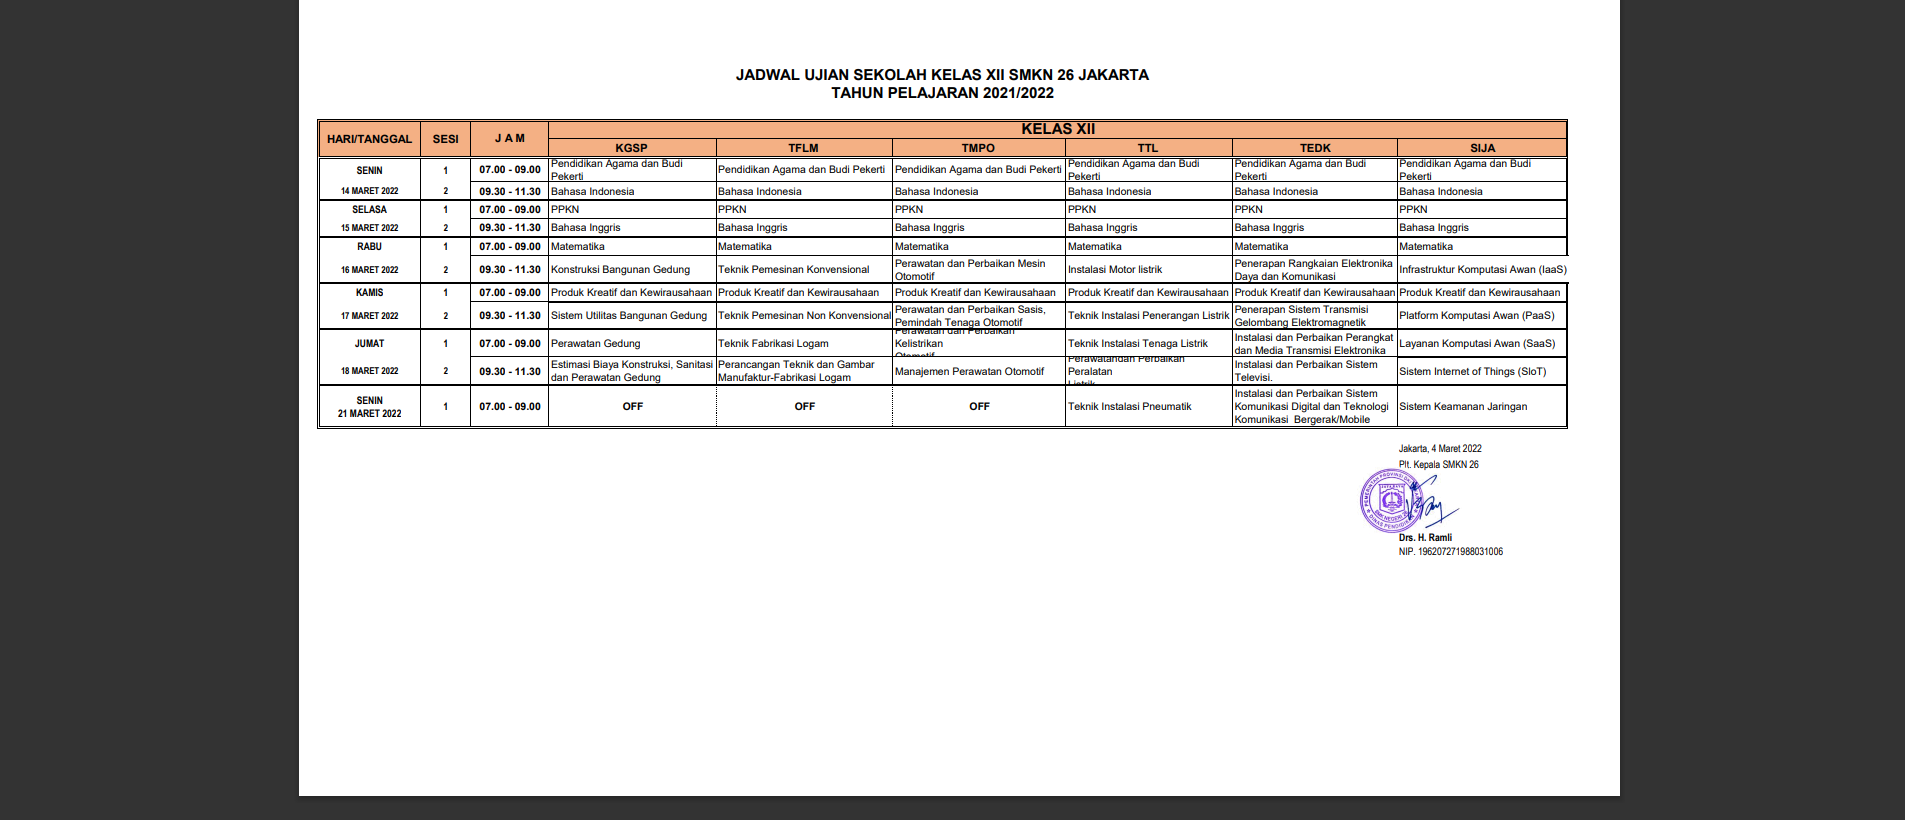 JADWAL UJIAN SEKOLAH KELAS XII SMKN 26 JAKARTA
TAHUN PELAJARAN 2021/2022
HARI/TANGGAL SESI J A M KELAS XII
KGSP TFLM TMPO TTL TEDK SIJA
SENIN 1 07.00 - 09.00 Pendidikan Agama dan Budi Pekerti Pendidikan Agama dan Budi Pekerti Pendidikan Agama dan Budi Pekerti Pendidikan Agama dan Budi Pekerti Pendidikan Agama dan Budi Pekerti Pendidikan Agama dan Budi Pekerti
14 MARET 2022 2 09.30 - 11.30 Bahasa Indonesia Bahasa Indonesia Bahasa Indonesia Bahasa Indonesia Bahasa Indonesia Bahasa Indonesia
SELASA 1 07.00 - 09.00 PPKN PPKN PPKN PPKN PPKN PPKN
15 MARET 2022 2 09.30 - 11.30 Bahasa Inggris Bahasa Inggris Bahasa Inggris Bahasa Inggris Bahasa Inggris Bahasa Inggris
RABU 1 07.00 - 09.00 Matematika Matematika Matematika Matematika Matematika Matematika
16 MARET 2022 2 09.30 - 11.30 Konstruksi Bangunan Gedung Teknik Pemesinan Konvensional Perawatan dan Perbaikan Mesin Otomotif Instalasi Motor listrik Penerapan Rangkaian Elektronika Daya dan Komunikasi Infrastruktur Komputasi Awan (IaaS)
KAMIS 1 07.00 - 09.00 Produk Kreatif dan Kewirausahaan Produk Kreatif dan Kewirausahaan Produk Kreatif dan Kewirausahaan Produk Kreatif dan Kewirausahaan Produk Kreatif dan Kewirausahaan Produk Kreatif dan Kewirausahaan
17 MARET 2022 2 09.30 - 11.30 Sistem Utilitas Bangunan Gedung Teknik Pemesinan Non Konvensional Perawatan dan Perbaikan Sasis, Pemindah Tenaga Otomotif Teknik Instalasi Penerangan Listrik Penerapan Sistem Transmisi Gelombang Elektromagnetik Platform Komputasi Awan (PaaS)
JUMAT 1 07.00 - 09.00 Perawatan Gedung Teknik Fabrikasi Logam Perawatan dan Perbaikan Kelistrikan Otomotif Teknik Instalasi Tenaga Listrik Instalasi dan Perbaikan Perangkat dan Media Transmisi Elektronika Layanan Komputasi Awan (SaaS)
18 MARET 2022 2 09.30 - 11.30 Estimasi Biaya Konstruksi, Sanitasi dan Perawatan Gedung Perancangan Teknik dan Gambar Manufaktur-Fabrikasi Logam Manajemen Perawatan Otomotif Perawatandan Perbaikan Peralatan Listrik Instalasi dan Perbaikan Sistem Televisi. Sistem Internet of Things (SIoT)
SENIN 21 MARET 2022 1 07.00 - 09.00 OFF OFF OFF Teknik Instalasi Pneumatik Instalasi dan Perbaikan Sistem Komunikasi Digital dan Teknologi Komunikasi Bergerak/Mobile Sistem Keamanan Jaringan
Jakarta, 4 Maret 2022
Plt. Kepala SMKN 26
Drs. H. Ramli
NIP. 196207271988031006